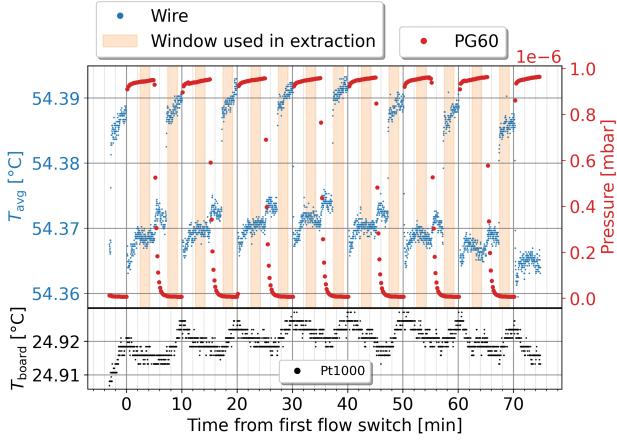 Wire
Window used in extraction
PG60
1e−6
54.39
54.38
54.37
54.36
T_avg [°C]
1.0
0.8
0.6
0.4
0.2
0.0
Pressure [mbar]
24.92
24.91
T_board [°C]
Pt1000
0 10 20 30 40 50 60 70
Time from first flow switch [min]